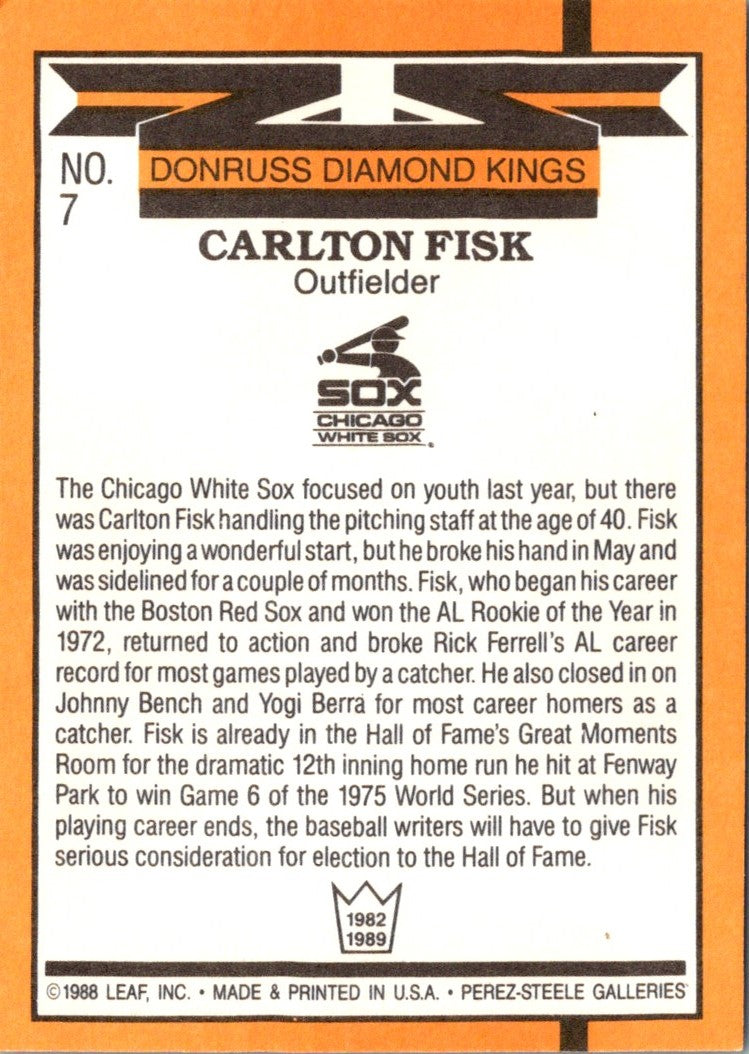 NO.
7
DONRUSS DIAMOND KINGS
CARLTON FISK
Outfielder
SOX
CHICAGO
WHITE SOX
The Chicago White Sox focused on youth last year, but there
was Carlton Fisk handling the pitching staff at the age of 40. Fisk
was enjoying a wonderful start, but he broke his hand in May and
was sidelined for a couple of months. Fisk, who began his career
with the Boston Red Sox and won the AL Rookie of the Year in
1972, returned to action and broke Rick Ferrell's AL career
record for most games played by a catcher. He also closed in on
Johnny Bench and Yogi Berra for most career homers as a
catcher. Fisk is already in the Hall of Fame's Great Moments
Room for the dramatic 12th inning home run he hit at Fenway
Park to win Game 6 of the 1975 World Series. But when his
playing career ends, the baseball writers will have to give Fisk
serious consideration for election to the Hall of Fame.
1982
1989
©1988 LEAF, INC. • MADE & PRINTED IN U.S.A. • PEREZ-STEELE GALLERIES